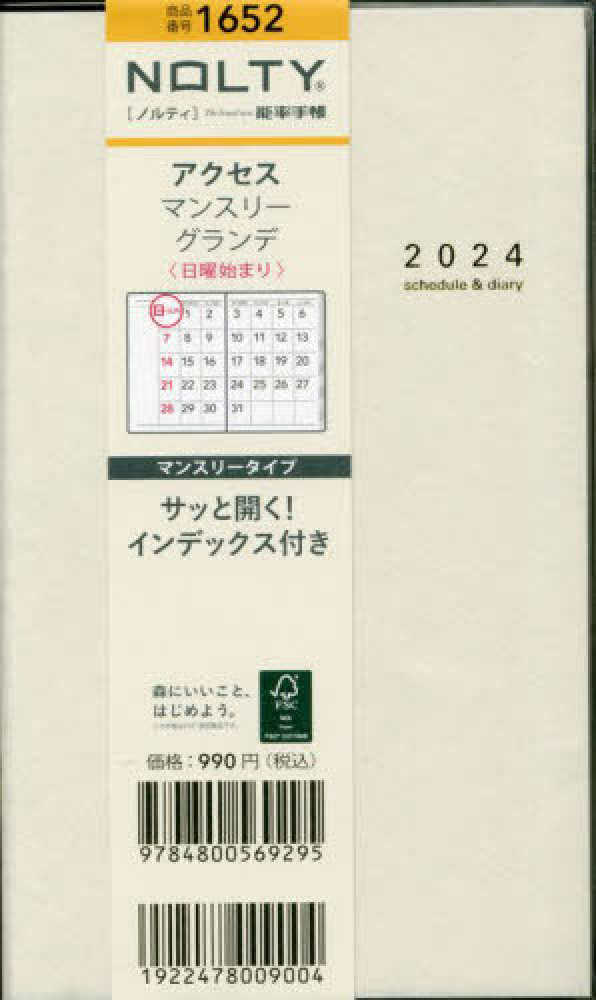 商品番号 1652
NOLTY®
[ノルティ] 能率手帳
アクセス
マンスリー
グランデ
〈日曜始まり〉
日 1 2 3 4 5 6
7 8 9 10 11 12 13
14 15 16 17 18 19 20
21 22 23 24 25 26 27
28 29 30 31
マンスリータイプ
サッと開く!
インデックス付き
森にいいこと、
はじめよう。
FSC
価格:990円(税込)
9784800569295
1922478009004
2024
schedule & diary